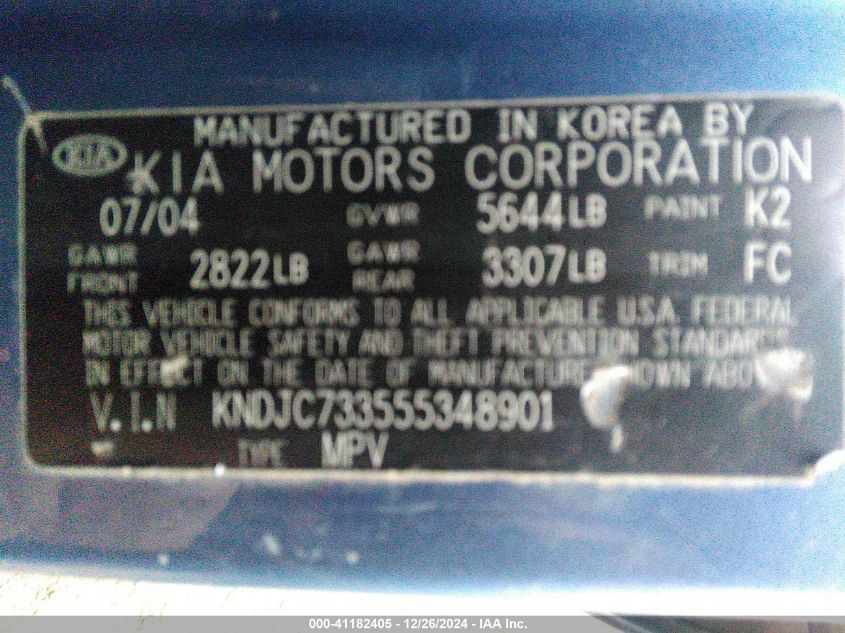 MANUFACTURED IN KOREA BY
KIA KIA MOTORS CORPORATION
07/04 GVWR 5644LB PAINT K2
GAWR FRONT 2822LB GAWR REAR 3307LB TRIM FC
THIS VEHICLE CONFORMS TO ALL APPLICABLE U.S.A. FEDERAL
MOTOR VEHICLE SAFETY AND THEFT PREVENTION STANDARDS
IN EFFECT ON THE DATE OF MANUFACTURE
V.I.N KNDJC733555348901
TYPE MPV
000-41182405 - 12/26/2024 - IAA Inc.